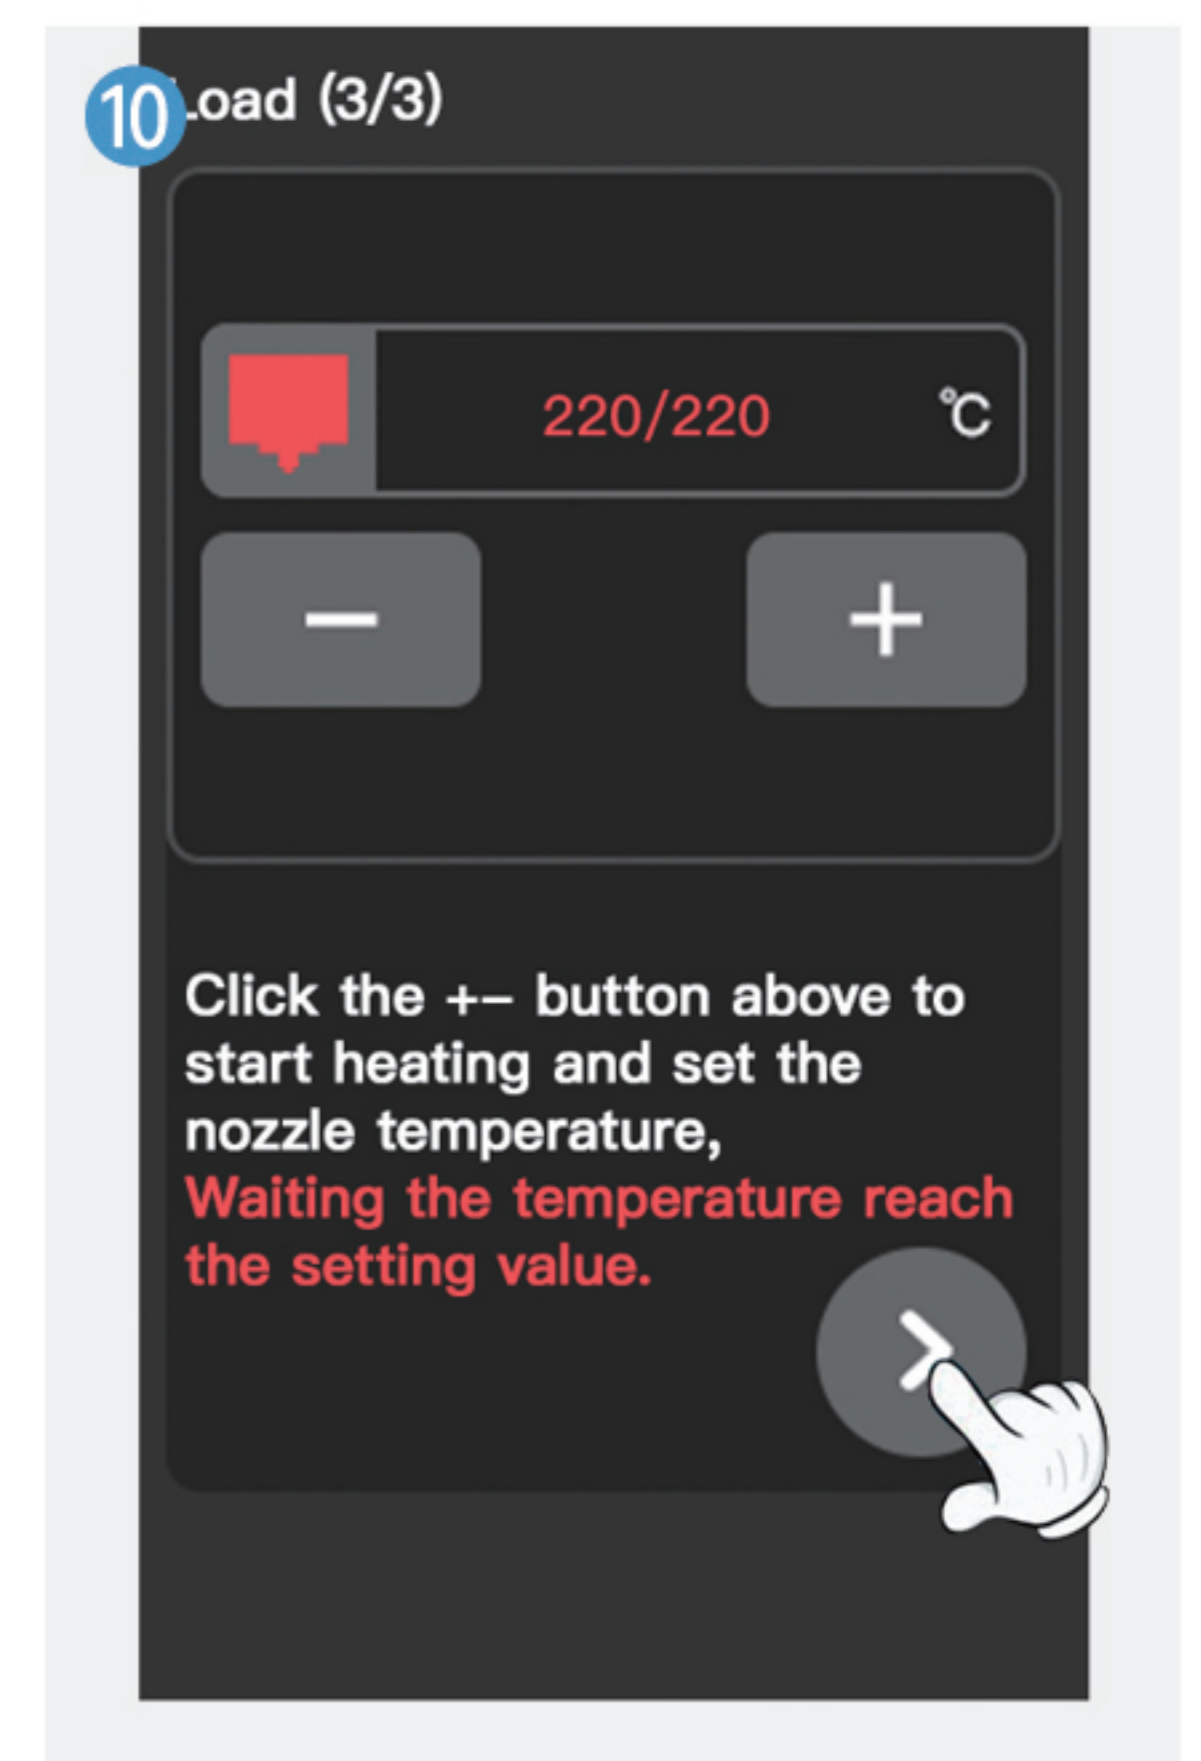 10
Load (3/3)
220/220 °C
− +
Click the +− button above to
start heating and set the
nozzle temperature,
Waiting the temperature reach
the setting value.